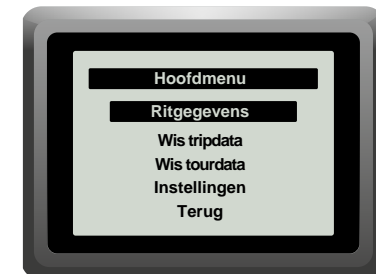 Hoofdmenu
Ritgegevens
Wis tripdata
Wis tourdata
Instellingen
Terug